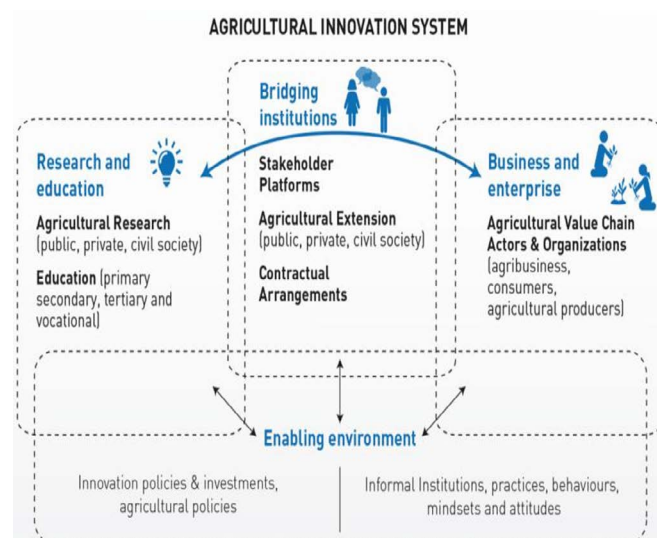 AGRICULTURAL INNOVATION SYSTEM
Bridging
institutions
Stakeholder
Platforms
Agricultural Extension
(public, private, civil society)
Contractual
Arrangements
Research and
education
Agricultural Research
(public, private, civil society)
Education (primary
secondary, tertiary and
vocational)
Business and
enterprise
Agricultural Value Chain
Actors & Organizations
(agribusiness,
consumers,
agricultural producers)
Enabling environment
Innovation policies & investments,
agricultural policies
Informal Institutions, practices, behaviours,
mindsets and attitudes